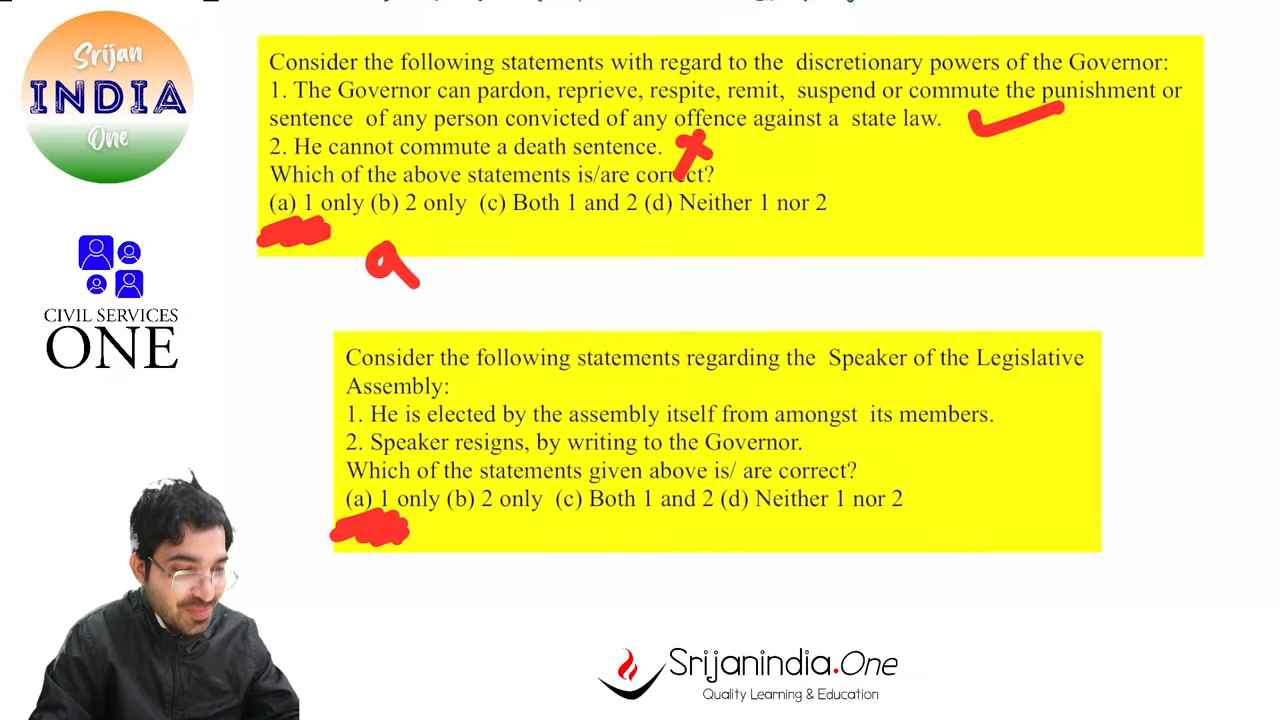 Srijan
INDIA
One
Consider the following statements with regard to the discretionary powers of the Governor:
1. The Governor can pardon, reprieve, respite, remit, suspend or commute the punishment or
sentence of any person convicted of any offence against a state law.
2. He cannot commute a death sentence.
Which of the above statements is/are correct?
(a) 1 only (b) 2 only (c) Both 1 and 2 (d) Neither 1 nor 2
a
CIVIL SERVICES
ONE
Consider the following statements regarding the Speaker of the Legislative
Assembly:
1. He is elected by the assembly itself from amongst its members.
2. Speaker resigns, by writing to the Governor.
Which of the statements given above is/ are correct?
(a) 1 only (b) 2 only (c) Both 1 and 2 (d) Neither 1 nor 2
Srijanindia.One
Quality Learning & Education